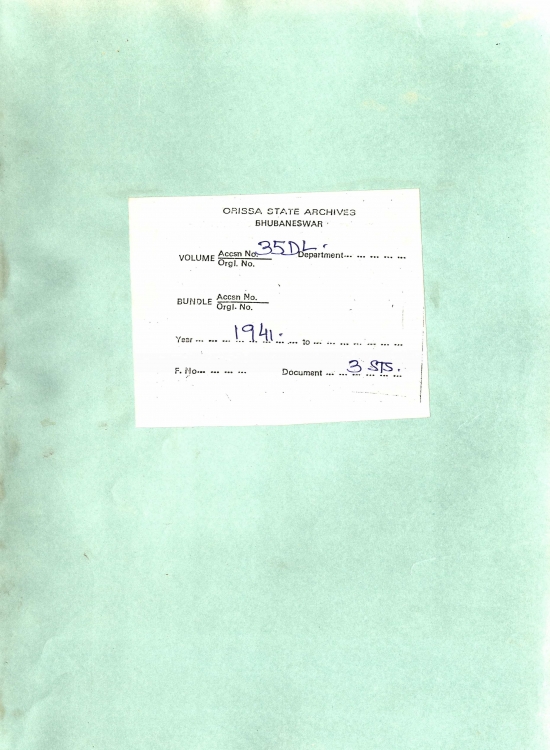 ORISSA STATE ARCHIVES
BHUBANESWAR
VOLUME Accsn No. 35DL. Department... ... ... ... ...
Orgl. No.
BUNDLE Accsn No.
Orgl. No.
Year ... ... ... 1941. ... ... to ... ... ... ... ... ... ...
F. No... ... ... ... Document ... ... 3 STS. ...